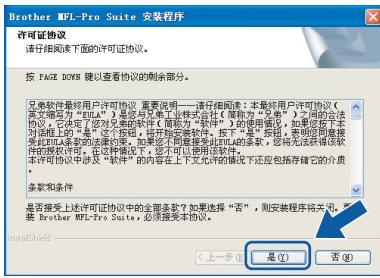 Brother MFL-Pro Suite 安装程序
许可证协议
请仔细阅读下面的许可证协议。
按 PAGE DOWN 键以查看协议的剩余部分。
兄弟软件最终用户许可协议 重要说明——请仔细阅读：本最终用户许可协议（
英文缩写为“EULA”）是您与兄弟工业株式会社（简称为“兄弟”）之间的合法
协议，它决定了您对兄弟的软件（简称为“软件”）的使用情况，如果您按下本
对话框上的“是”这个按钮，将开始安装软件。按下“是”按钮，表明您同意接
受此EULA条款的法律约束。如果您不同意接受此EULA的条款，您将无法获得该软
件的授权许可。在这种情况下，您不可以使用该软件。
本许可协议中涉及“软件”的内容在上下文允许的情况下还应包括存储它的介质
。
条款和条件
是否接受上述许可证协议中的全部条款？如果选择“否”，则安装程序将关闭。要
装 Brother MFL-Pro Suite，必须接受本协议。
InstallShield
< 上一步(B)
是(Y)
否(N)